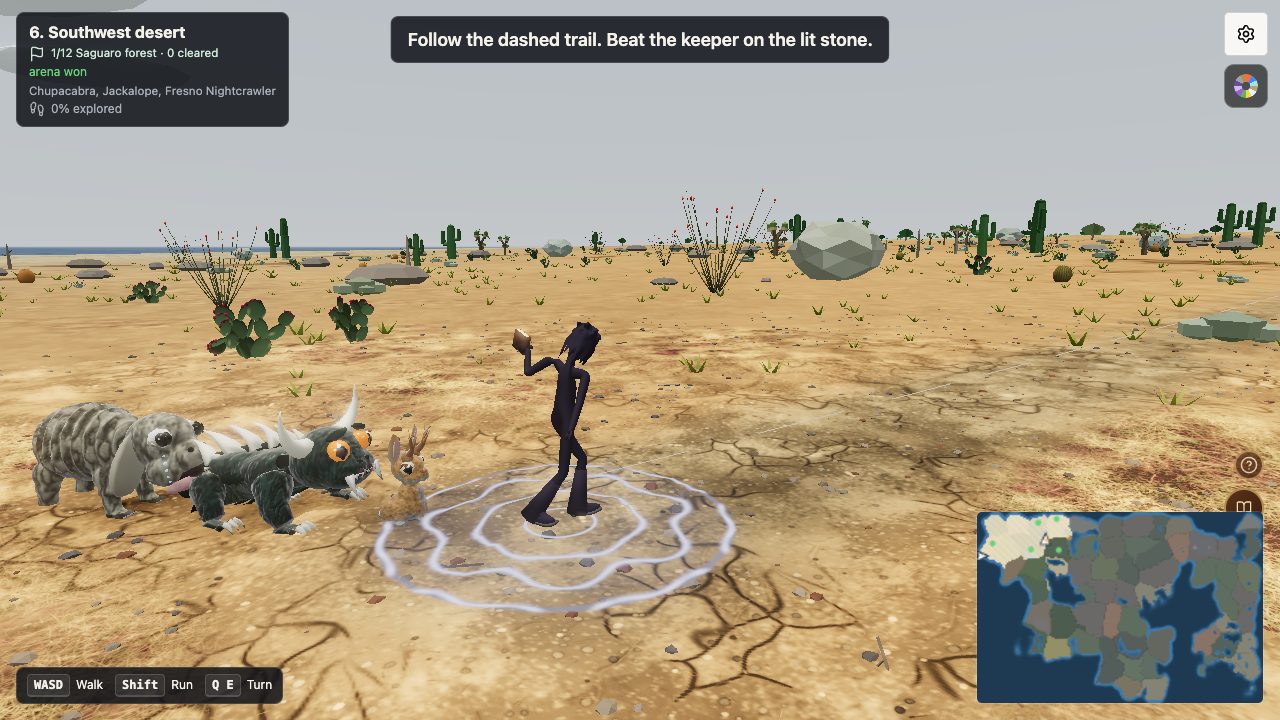 6. Southwest desert
1/12 Saguaro forest · 0 cleared
arena won
Chupacabra, Jackalope, Fresno Nightcrawler
0% explored
Follow the dashed trail. Beat the keeper on the lit stone.
WASD Walk Shift Run Q E Turn